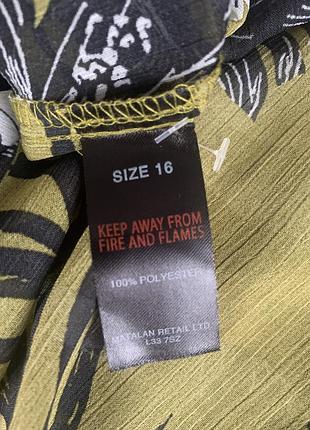 SIZE 16
KEEP AWAY FROM
FIRE AND FLAMES
100% POLYESTER
MATALAN RETAIL LTD
L33 7SZ